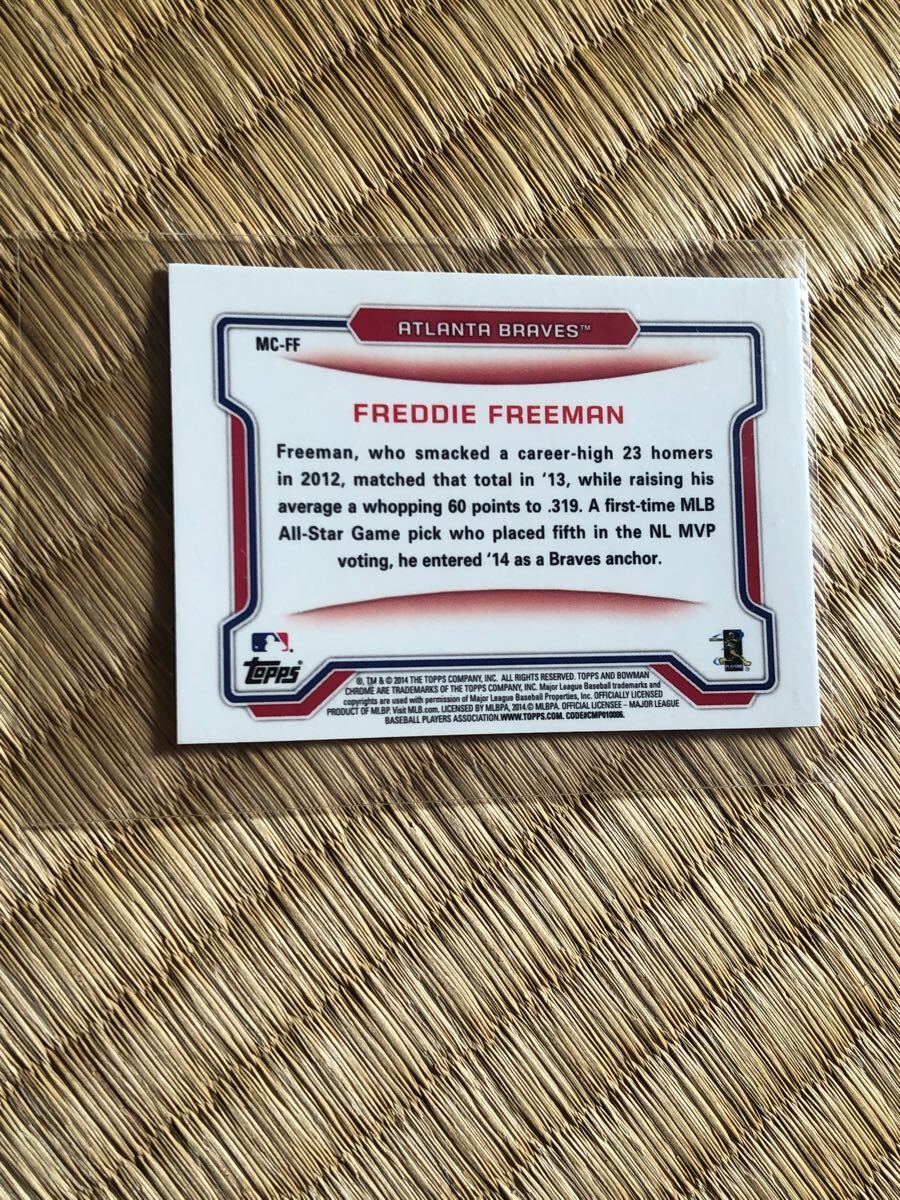 ATLANTA BRAVES™
MC-FF
FREDDIE FREEMAN
Freeman, who smacked a career-high 23 homers
in 2012, matched that total in '13, while raising his
average a whopping 60 points to .319. A first-time MLB
All-Star Game pick who placed fifth in the NL MVP
voting, he entered '14 as a Braves anchor.
Topps®
PLAYERS
®, TM & © 2014 THE TOPPS COMPANY, INC. ALL RIGHTS RESERVED. TOPPS AND BOWMAN
CHROME ARE TRADEMARKS OF THE TOPPS COMPANY, INC. Major League Baseball trademarks and
copyrights are used with permission of Major League Baseball Properties, Inc. OFFICIALLY LICENSED
PRODUCT OF MLBP. Visit MLB.com. LICENSED BY MLBPA, 2014 © MLBPA. OFFICIAL LICENSEE – MAJOR LEAGUE
BASEBALL PLAYERS ASSOCIATION. WWW.TOPPS.COM. CODE#CMP010006.